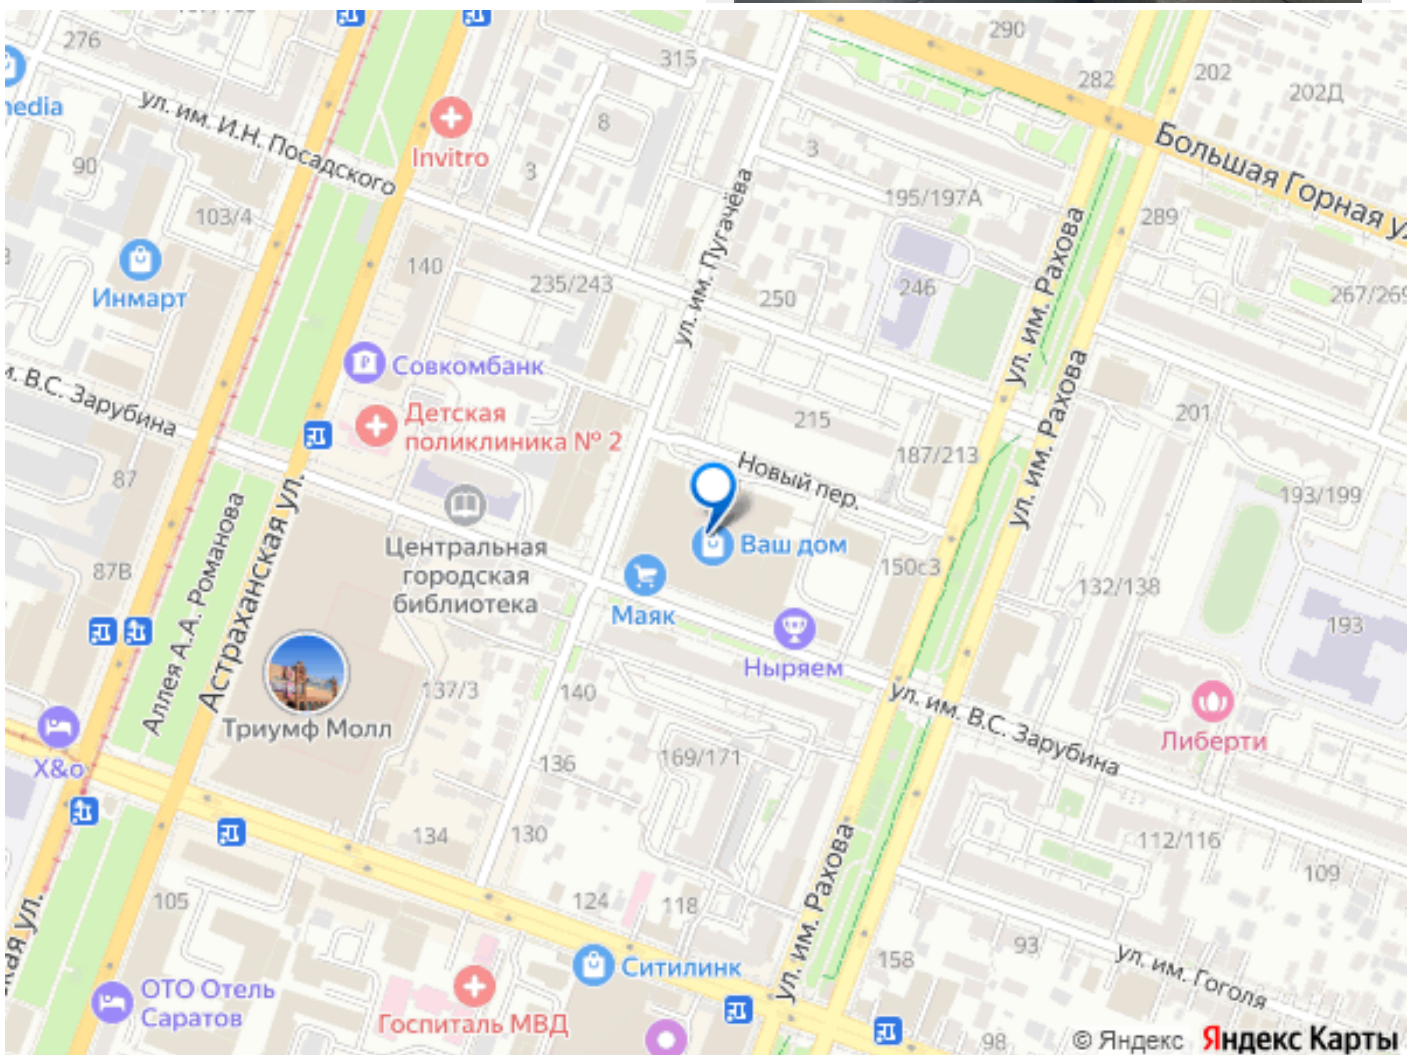 290
276
315
282
202
202Д
media
ул. им. И.Н. Посадского
8
Большая Горная ул.
Invitro
3
3
90
195/197А
103/4
289
ул. им. Пугачёва
ул. им. Рахова
140
235/243
250
246
267/269
Инмарт
Совкомбанк
ул. им. Рахова
В.С. Зарубина
Детская
поликлиника № 2
215
201
187/213
87
Новый пер.
193/199
Аллея А.А. Романова
Астраханская ул.
Центральная
городская
библиотека
Ваш дом
87В
150с3
132/138
Маяк
193
Ныряем
137/3
140
ул. им. В.С. Зарубина
Триумф Молл
Либерти
Х&о
136
169/171
134
130
112/116
ул. им. Рахова
109
105
124
118
93
158
ул. им. Гоголя
Ситилинк
ОТО Отель
Саратов
Госпиталь МВД
98
© Яндекс Яндекс Карты